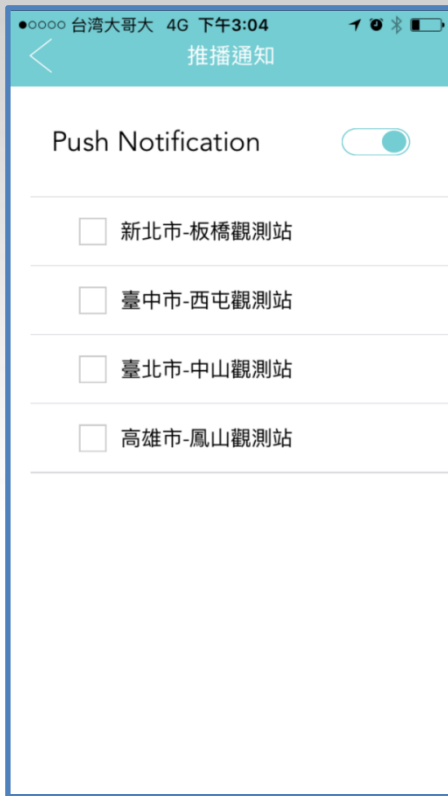 台湾大哥大 4G 下午3:04
推播通知
Push Notification
新北市-板橋觀測站
臺中市-西屯觀測站
臺北市-中山觀測站
高雄市-鳳山觀測站